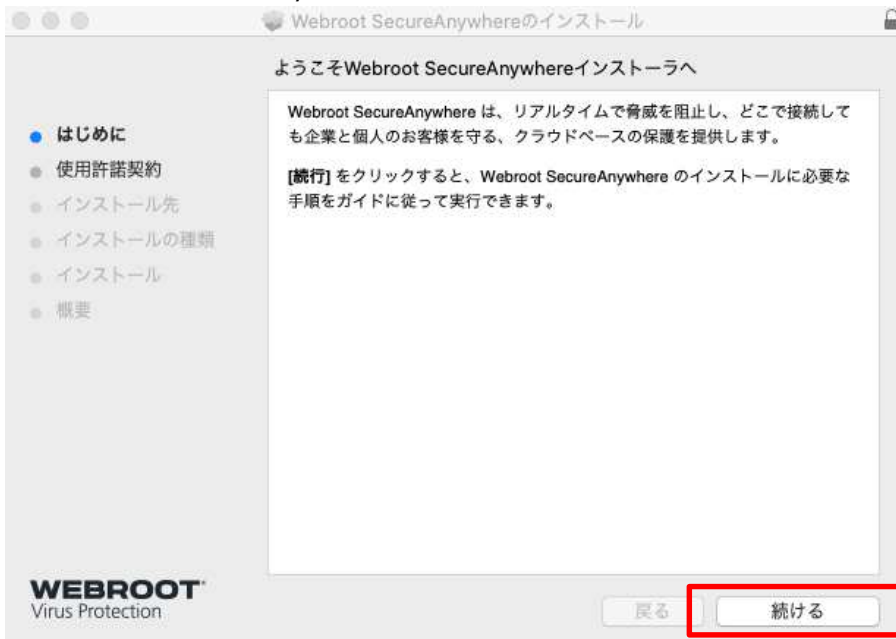 Webroot SecureAnywhereのインストール
ようこそWebroot SecureAnywhereインストーラへ
はじめに
使用許諾契約
インストール先
インストールの種類
インストール
概要
Webroot SecureAnywhere は、リアルタイムで脅威を阻止し、どこで接続して
も企業と個人のお客様を守る、クラウドベースの保護を提供します。
[続行] をクリックすると、Webroot SecureAnywhere のインストールに必要な
手順をガイドに従って実行できます。
WEBROOT
Virus Protection
戻る
続ける